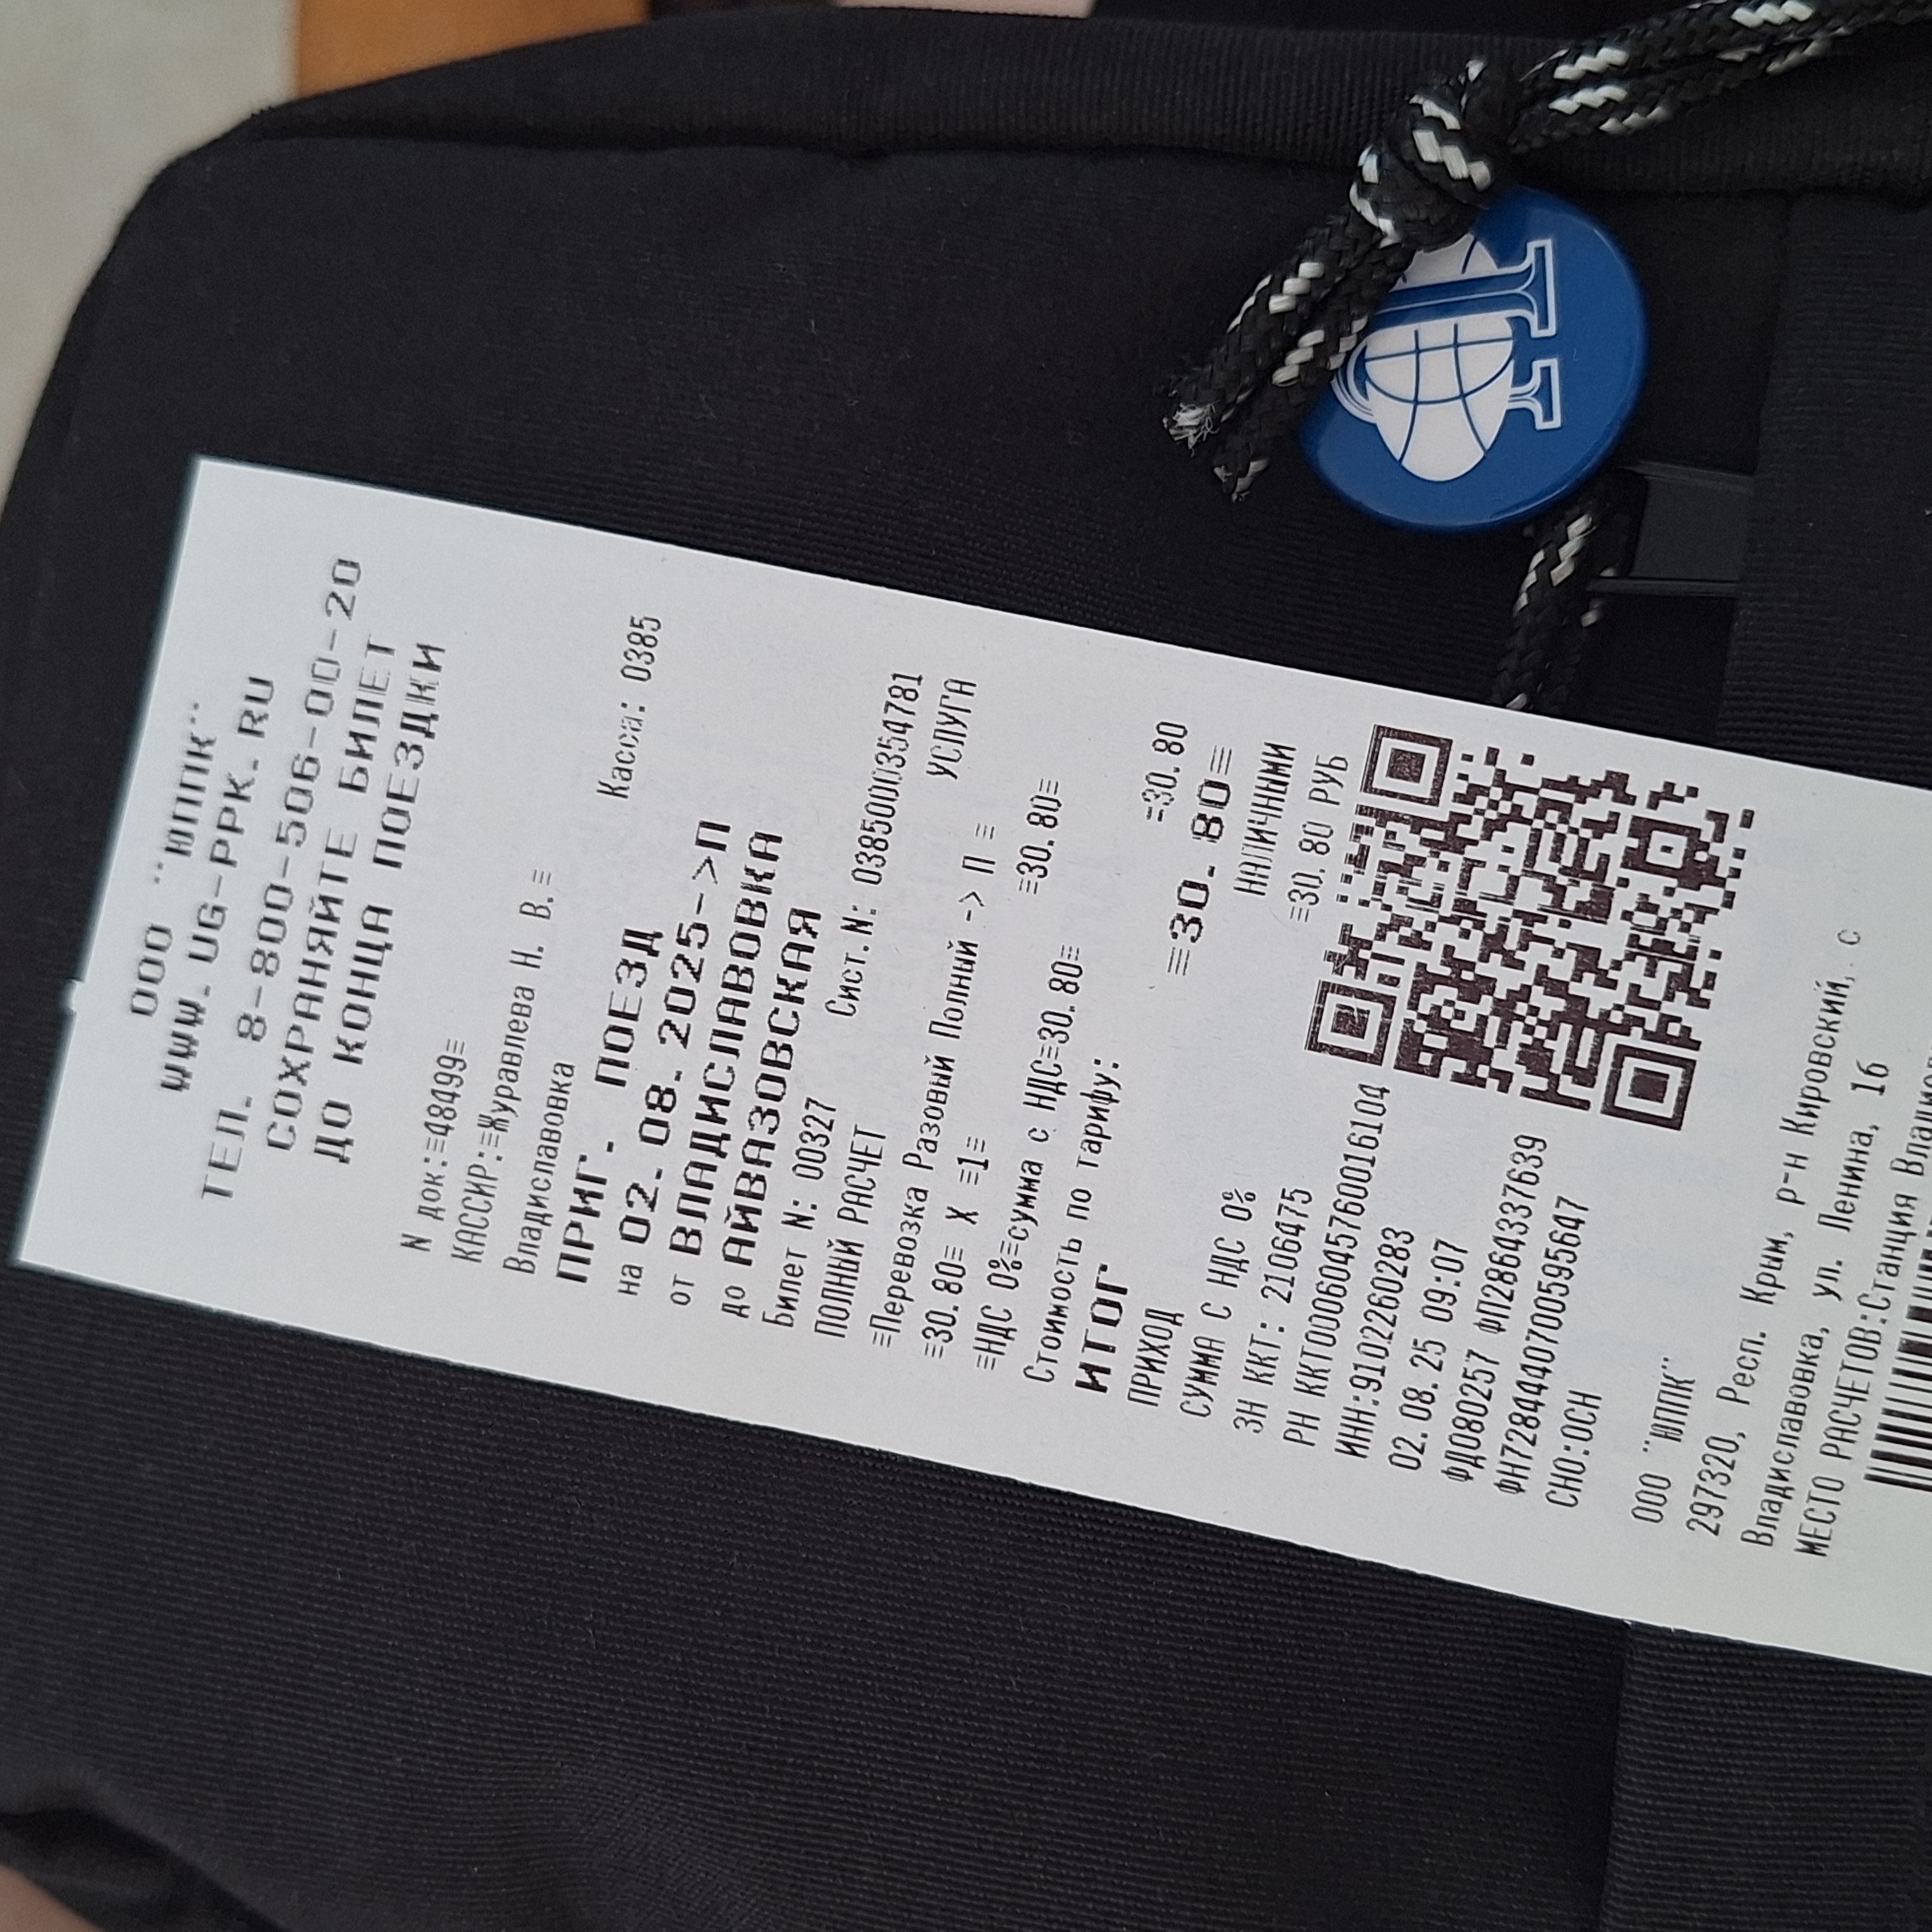 ООО "ЮППК"
WWW.UG-PPK.RU
ТЕЛ. 8-800-506-00-20
СОХРАНЯЙТЕ БИЛЕТ
ДО КОНЦА ПОЕЗДКИ
N док:≡48499≡
КАССИР:≡Журавлева Н. В.≡
Владиславовка
ПРИГ. ПОЕЗД Касса: 0385
на 02.08.2025->П
от ВЛАДИСЛАВОВКА
до АЙВАЗОВСКАЯ
Билет N: 00327 Сист.N: 0385000354781
ПОЛНЫЙ РАСЧЕТ УСЛУГА
≡Перевозка Разовый Полный -> П ≡
≡30.80≡ X ≡1≡ ≡30.80≡
≡НДС 0%=сумма с НДС=30.80≡
Стоимость по тарифу: =30.80
ИТОГ ≡30.80≡
ПРИХОД НАЛИЧНЫМИ
СУММА С НДС 0% ≡30.80 РУБ
ЗН ККТ: 2106475
РН ККТ0006045760016104
ИНН:9102260283
02.08.25 09:07
ФД080257 ФП2864337639
ФН7284440700595647
СНО:ОСН
ООО "ЮППК"
297320, Респ. Крым, р-н Кировский, с
Владиславовка, ул. Ленина, 16
МЕСТО РАСЧЕТОВ:Станция